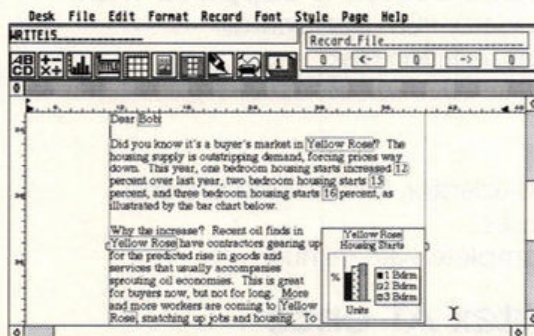 Desk File Edit Format Record Font Style Page Help
WRITE15
Record_File
0 <- 0 -> 0
AB
CD
1
0
Dear Bob:
Did you know it's a buyer's market in Yellow Rose? The
housing supply is outstripping demand, forcing prices way
down. This year, one bedroom housing starts increased 12
percent over last year, two bedroom housing starts 15
percent, and three bedroom housing starts 16 percent, as
illustrated by the bar chart below.
Why the increase? Recent oil finds in
Yellow Rose have contractors gearing up
for the predicted rise in goods and
services that usually accompanies
sprouting oil economies. This is great
for buyers now, but not for long. More
and more workers are coming to Yellow
Rose, snatching up jobs and housing. To
Yellow Rose
Housing Starts
%
1 Bdrm
2 Bdrm
3 Bdrm
Units